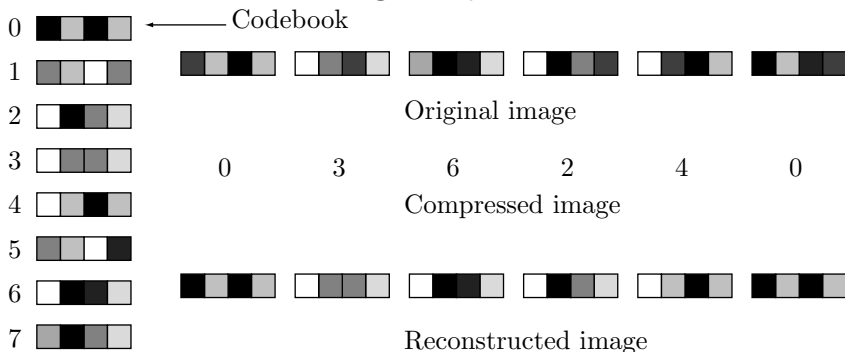 0 Codebook
1
Original image
2
3 0 3 6 2 4 0
4 Compressed image
5
6
7 Reconstructed image